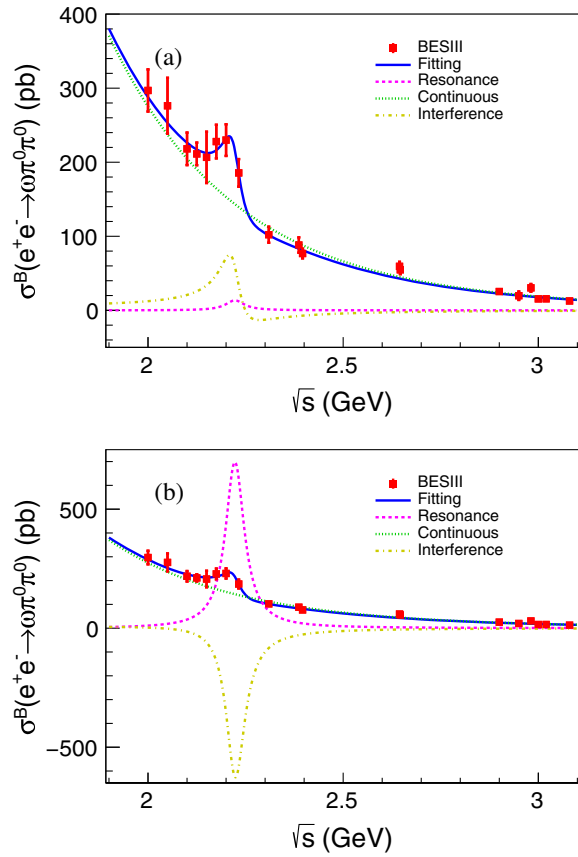 400
(a)
BESIII
Fitting
Resonance
Continuous
Interference
300
200
100
0
σᴮ(e⁺e⁻→ωπ⁰π⁰) (pb)
2
2.5
3
√s (GeV)
(b)
BESIII
Fitting
Resonance
Continuous
Interference
500
0
−500
σᴮ(e⁺e⁻→ωπ⁰π⁰) (pb)
2
2.5
3
√s (GeV)